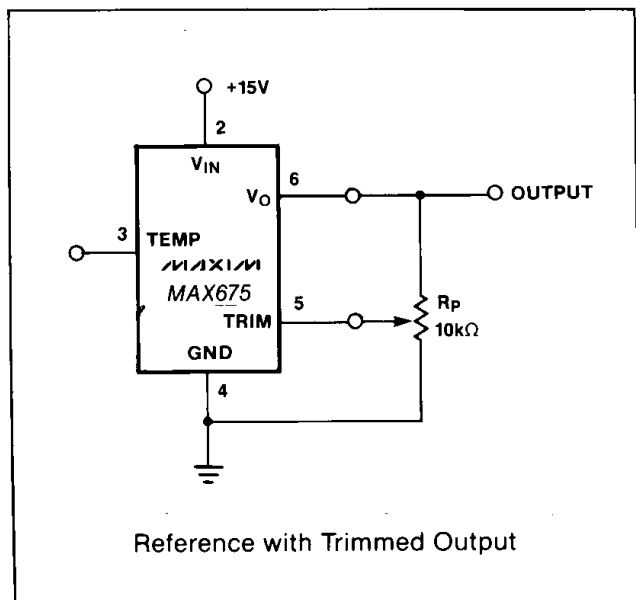 +15V
2
VIN
6
VO
OUTPUT
3
TEMP
MAXIM
MAX675
5
TRIM
RP
10kΩ
GND
4
Reference with Trimmed Output